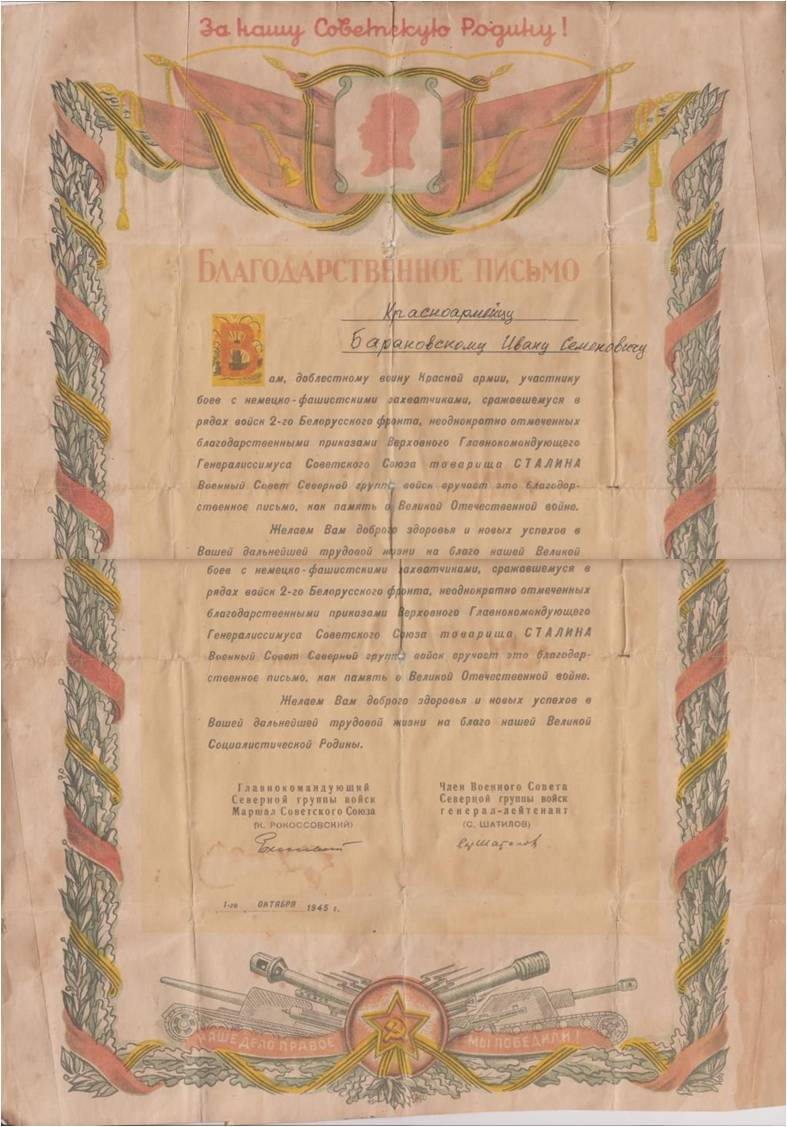 За нашу Советскую Родину!
БЛАГОДАРСТВЕННОЕ ПИСЬМО
Красноармейцу
Барановскому Ивану Семеновичу
Вам, доблестному воину Красной армии, участнику
боев с немецко-фашистскими захватчиками, сражавшемуся в
рядах войск 2-го Белорусского фронта, неоднократно отмеченных
благодарственными приказами Верховного Главнокомандующего
Генералиссимуса Советского Союза товарища СТАЛИНА
Военный Совет Северной группы войск вручает это благодар-
ственное письмо, как память о Великой Отечественной войне.
Желаем Вам доброго здоровья и новых успехов в
Вашей дальнейшей трудовой жизни на благо нашей Великой
боев с немецко-фашистскими захватчиками, сражавшемуся в
рядах войск 2-го Белорусского фронта, неоднократно отмеченных
благодарственными приказами Верховного Главнокомандующего
Генералиссимуса Советского Союза товарища СТАЛИНА
Военный Совет Северной группы войск вручает это благодар-
ственное письмо, как память о Великой Отечественной войне.
Желаем Вам доброго здоровья и новых успехов в
Вашей дальнейшей трудовой жизни на благо нашей Великой
Социалистической Родины.
Главнокомандующий
Северной группы войск
Маршал Советского Союза
(К. РОКОССОВСКИЙ)
Член Военного Совета
Северной группы войск
генерал-лейтенант
(С. ШАТИЛОВ)
1-го ОКТЯБРЯ 1945 г.
НАШЕ ДЕЛО ПРАВОЕ МЫ ПОБЕДИЛИ!